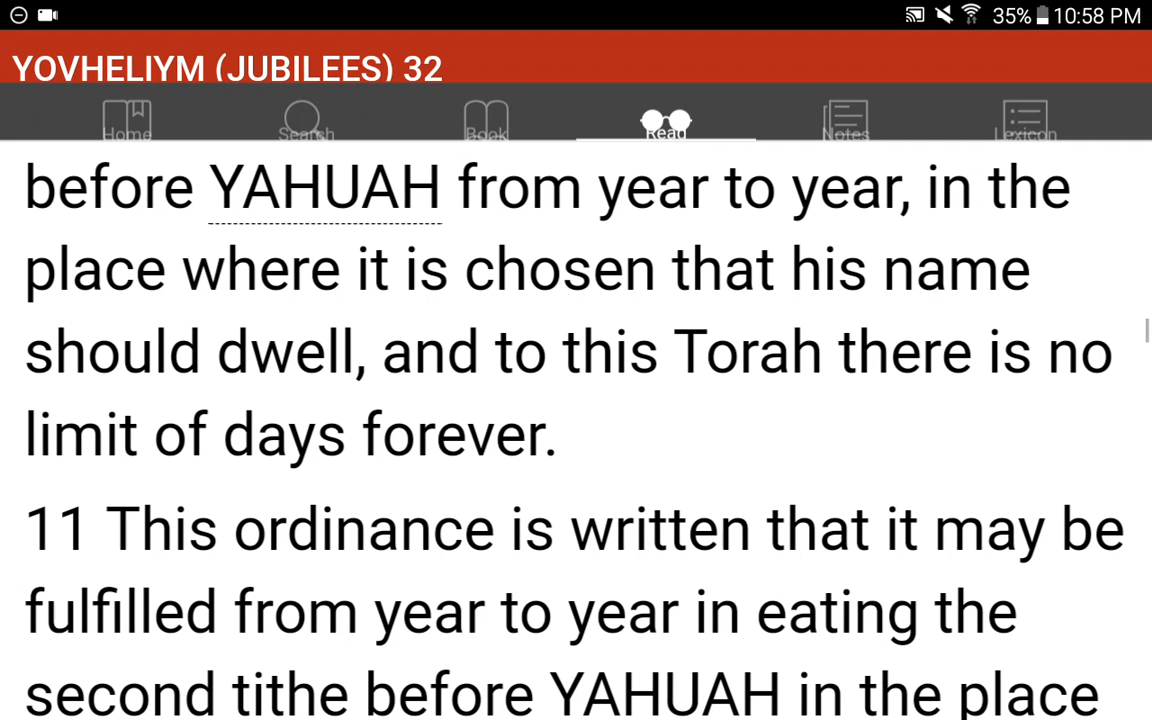 35% 10:58 PM
YOVHELIYM (JUBILEES) 32
Home Search Book Read Notes Lexicon
before YAHUAH from year to year, in the
place where it is chosen that his name
should dwell, and to this Torah there is no
limit of days forever.
11 This ordinance is written that it may be
fulfilled from year to year in eating the
second tithe before YAHUAH in the place